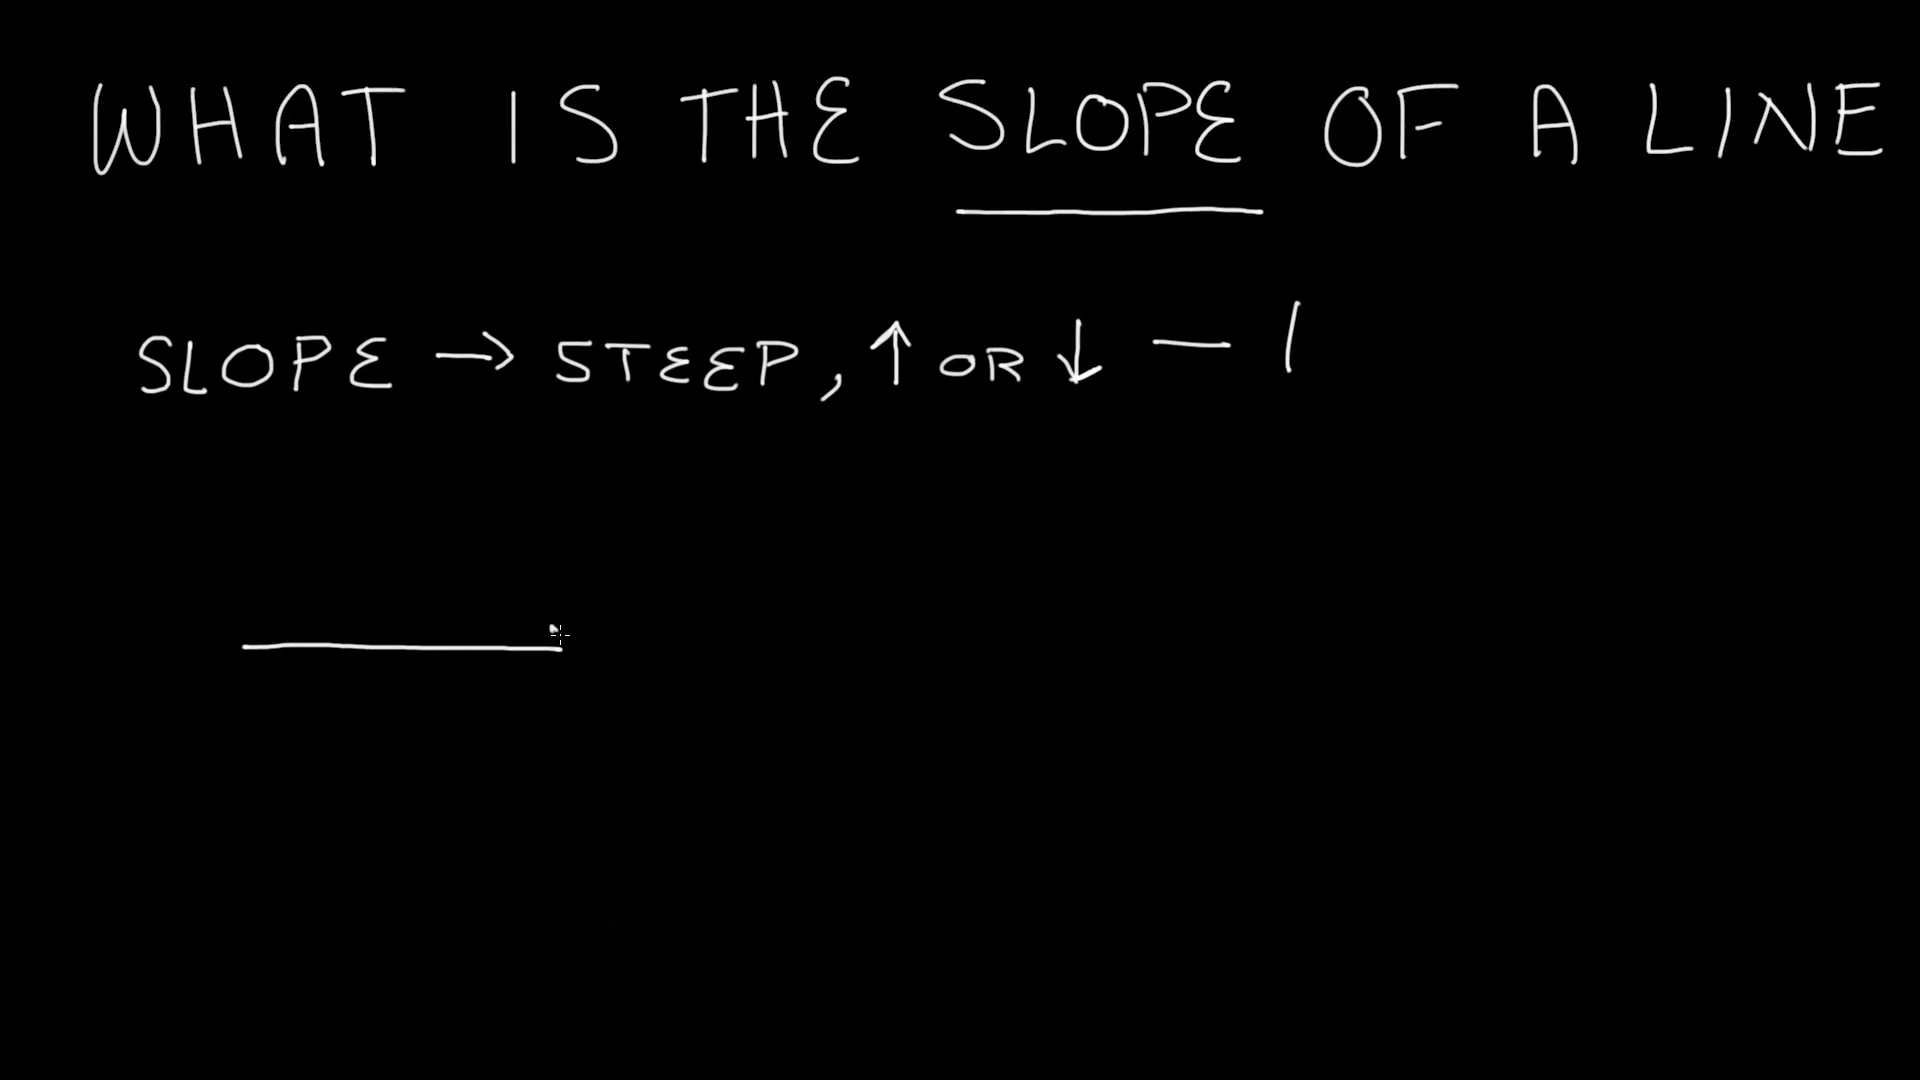 WHAT IS THE SLOPE OF A LINE
SLOPE → STEEP, ↑ OR ↓ — |